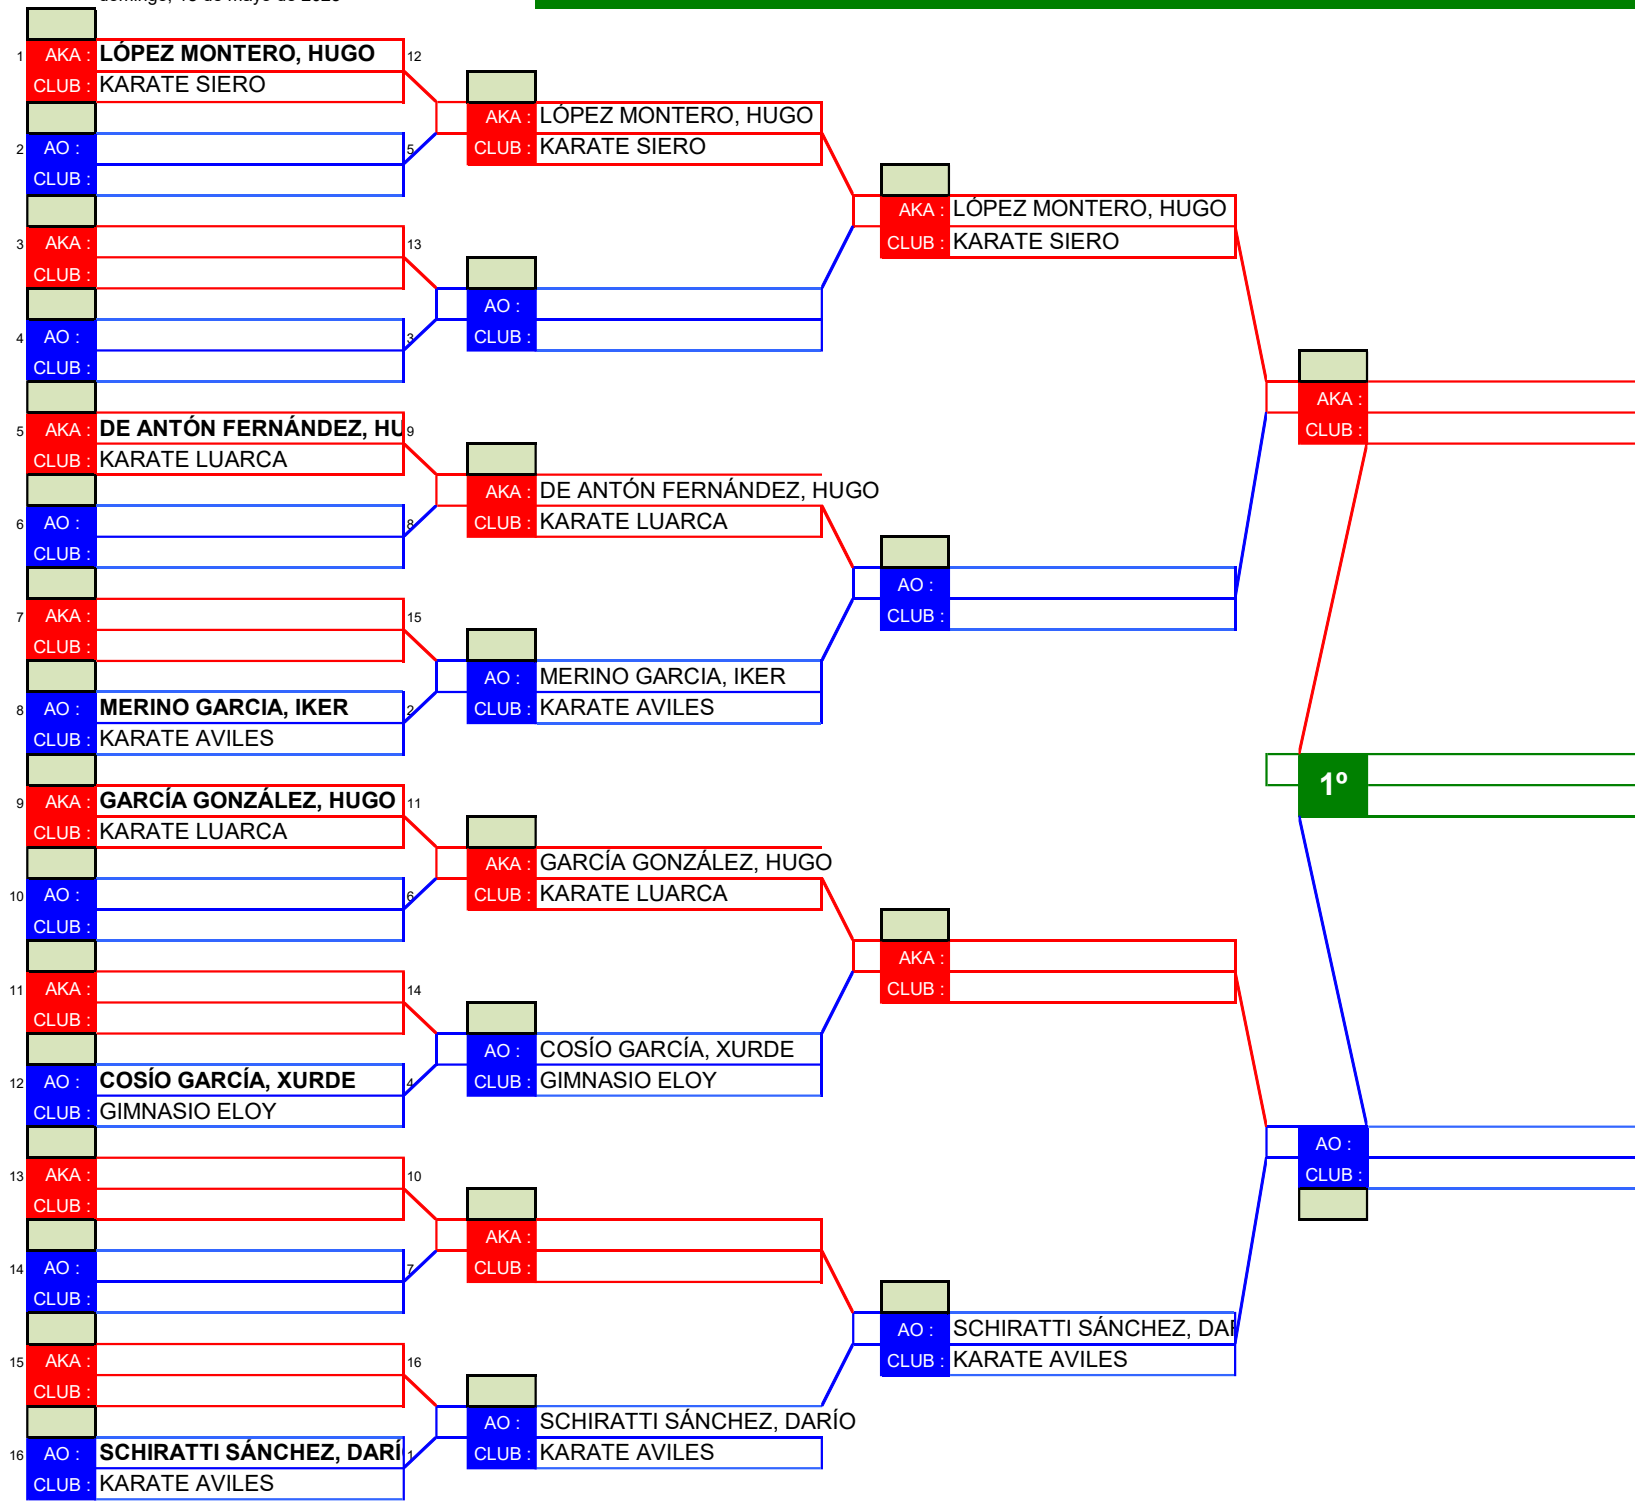 1 AKA : LÓPEZ MONTERO, HUGO 12
CLUB : KARATE SIERO
2 AO : 5
CLUB :
3 AKA : 13
CLUB :
4 AO : 3
CLUB :
5 AKA : DE ANTÓN FERNÁNDEZ, HU 9
CLUB : KARATE LUARCA
6 AO : 8
CLUB :
7 AKA : 15
CLUB :
8 AO : MERINO GARCIA, IKER 2
CLUB : KARATE AVILES
9 AKA : GARCÍA GONZÁLEZ, HUGO 11
CLUB : KARATE LUARCA
10 AO : 6
CLUB :
11 AKA : 14
CLUB :
12 AO : COSÍO GARCÍA, XURDE 4
CLUB : GIMNASIO ELOY
13 AKA : 10
CLUB :
14 AO : 7
CLUB :
15 AKA : 16
CLUB :
16 AO : SCHIRATTI SÁNCHEZ, DARÍ 1
CLUB : KARATE AVILES
AKA : LÓPEZ MONTERO, HUGO
CLUB : KARATE SIERO
AO :
CLUB :
AKA : DE ANTÓN FERNÁNDEZ, HUGO
CLUB : KARATE LUARCA
AO : MERINO GARCIA, IKER
CLUB : KARATE AVILES
AKA : GARCÍA GONZÁLEZ, HUGO
CLUB : KARATE LUARCA
AO : COSÍO GARCÍA, XURDE
CLUB : GIMNASIO ELOY
AKA :
CLUB :
AO : SCHIRATTI SÁNCHEZ, DARÍO
CLUB : KARATE AVILES
AKA : LÓPEZ MONTERO, HUGO
CLUB : KARATE SIERO
AO :
CLUB :
AKA :
CLUB :
AO : SCHIRATTI SÁNCHEZ, DAR
CLUB : KARATE AVILES
AKA :
CLUB :
1º
AO :
CLUB :